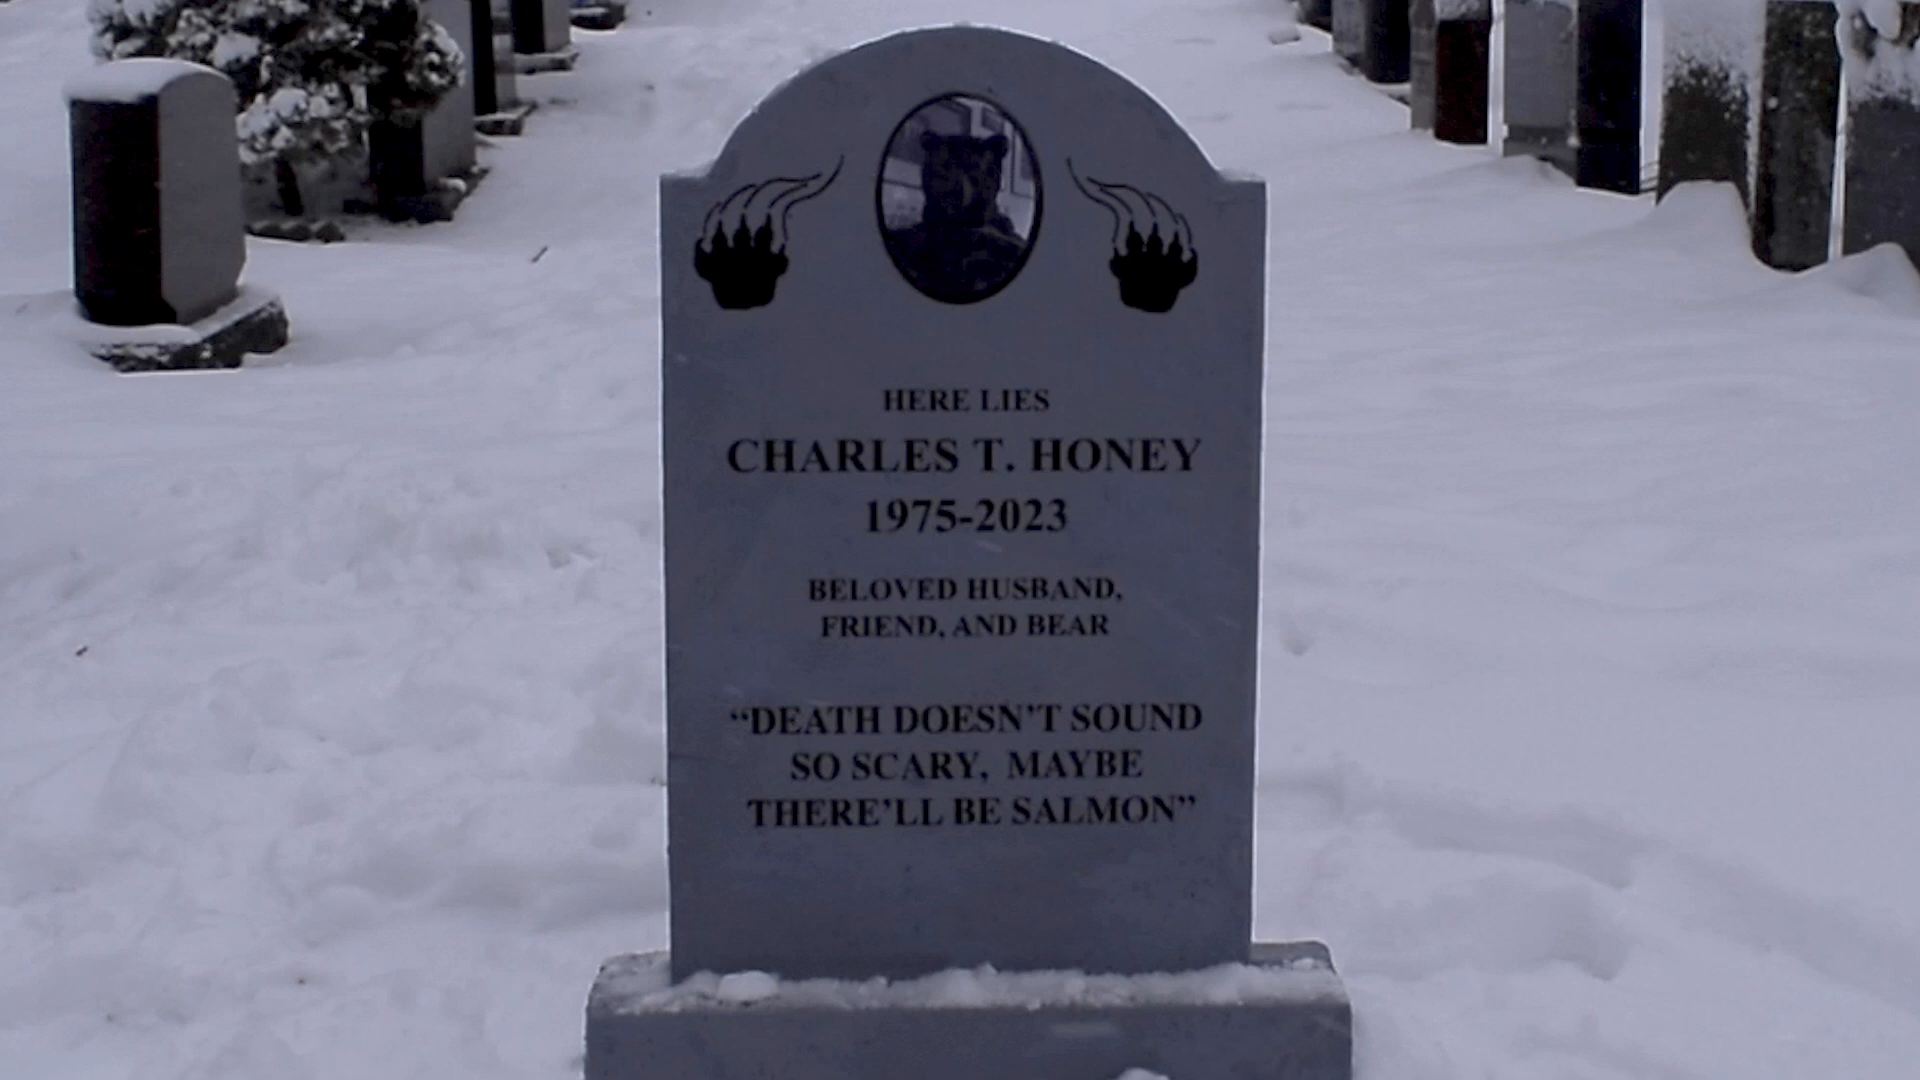 HERE LIES
CHARLES T. HONEY
1975-2023
BELOVED HUSBAND,
FRIEND, AND BEAR
“DEATH DOESN’T SOUND
SO SCARY, MAYBE
THERE’LL BE SALMON”